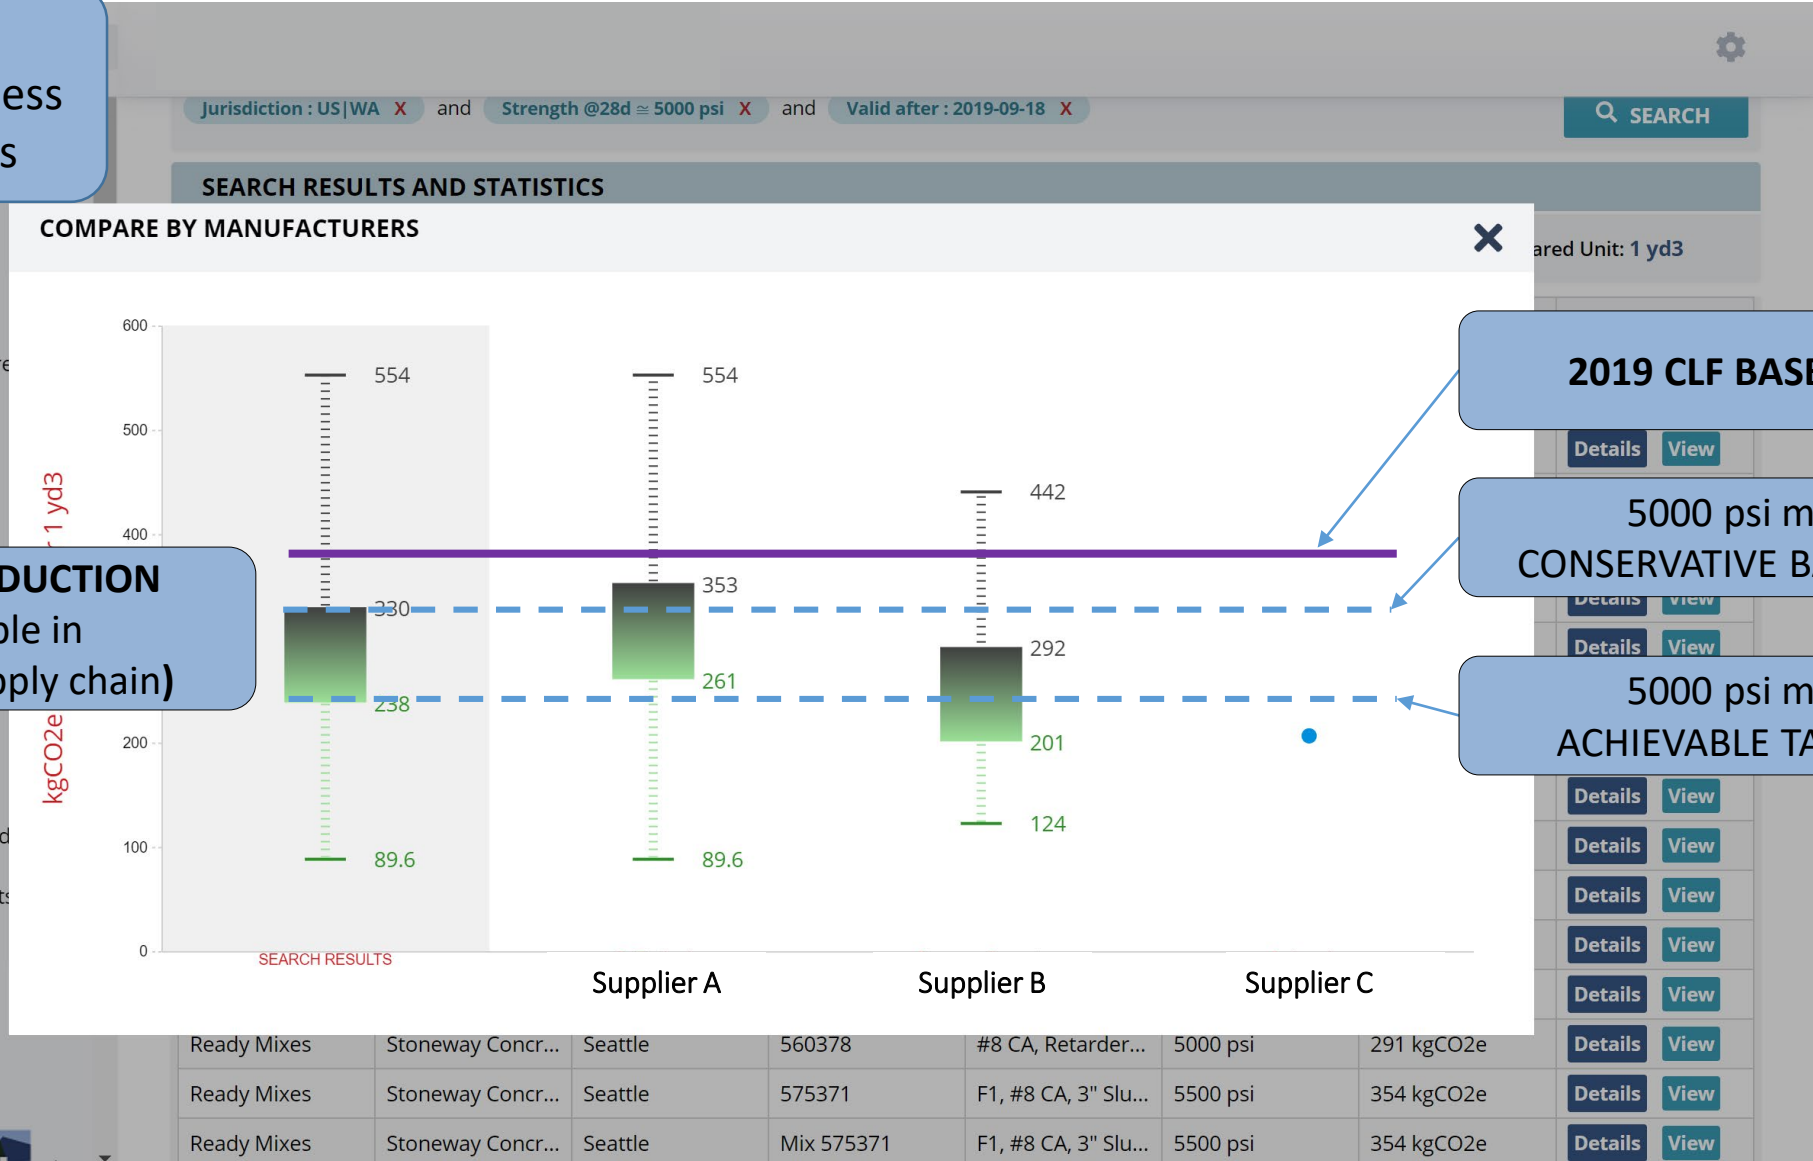 ess
s
Jurisdiction : US|WA X and Strength @28d ≅ 5000 psi X and Valid after : 2019-09-18 X
SEARCH
SEARCH RESULTS AND STATISTICS
COMPARE BY MANUFACTURERS
ared Unit: 1 yd3
600
500
400
200
100
0
1 yd3
kgCO2e
DUCTION
ble in
pply chain)
554
330
238
89.6
554
353
261
89.6
442
292
201
124
SEARCH RESULTS
Supplier A
Supplier B
Supplier C
2019 CLF BASE
5000 psi m
CONSERVATIVE BA
5000 psi m
ACHIEVABLE TA
Details View
Details View
Details View
Details View
Details View
Details View
Details View
Details View
Ready Mixes Stoneway Concr... Seattle 560378 #8 CA, Retarder... 5000 psi 291 kgCO2e Details View
Ready Mixes Stoneway Concr... Seattle 575371 F1, #8 CA, 3" Slu... 5500 psi 354 kgCO2e Details View
Ready Mixes Stoneway Concr... Seattle Mix 575371 F1, #8 CA, 3" Slu... 5500 psi 354 kgCO2e Details View